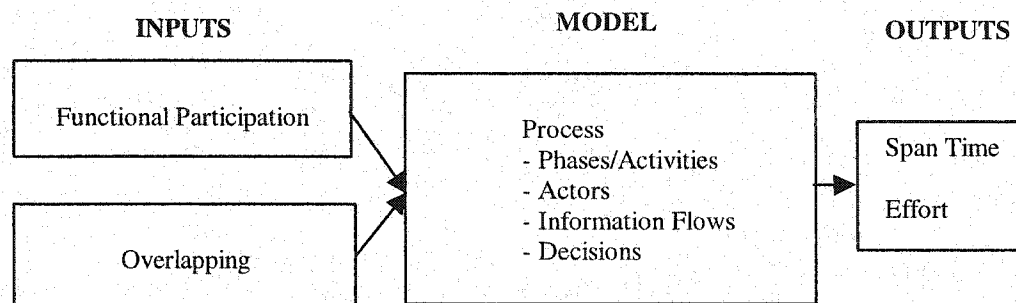 INPUTS
MODEL
OUTPUTS
Functional Participation
Overlapping
Process
- Phases/Activities
- Actors
- Information Flows
- Decisions
Span Time
Effort